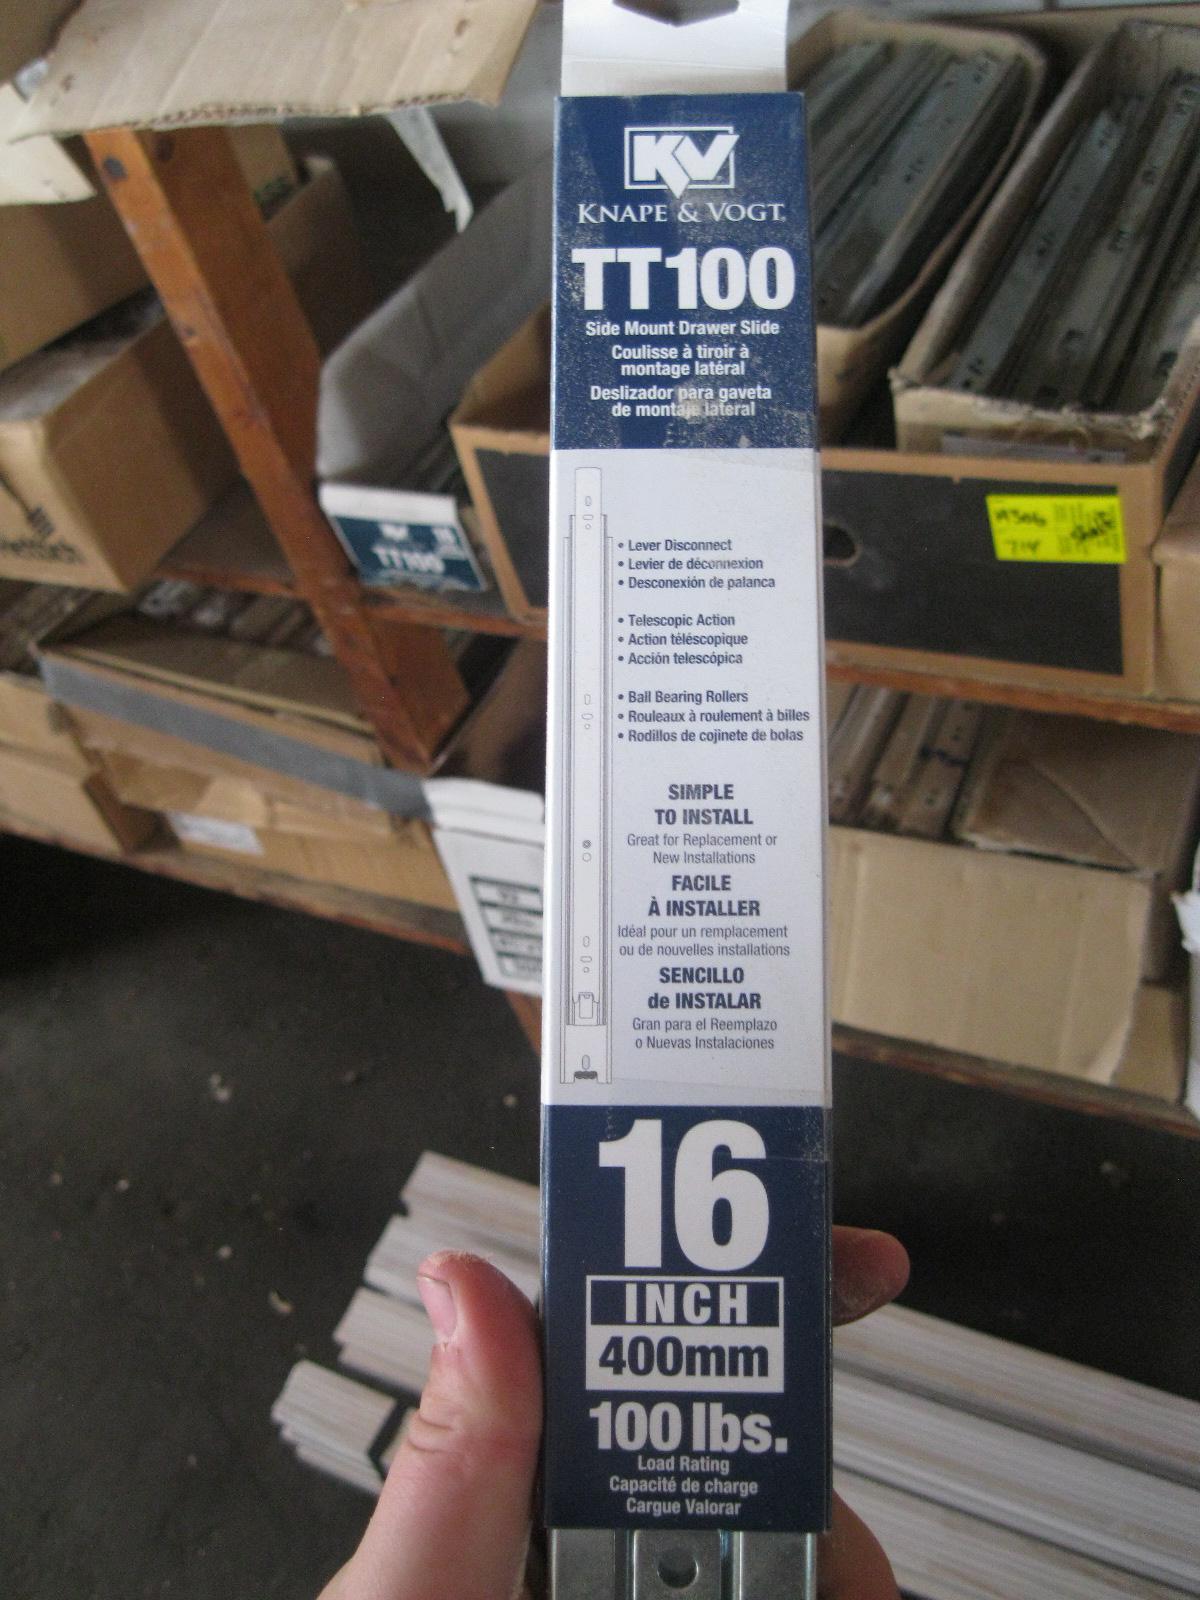 KV
KNAPE & VOGT
TT100
Side Mount Drawer Slide
Coulisse à tiroir à
montage latéral
Deslizador para gaveta
de montaje lateral
• Lever Disconnect
• Levier de déconnexion
• Desconexión de palanca
• Telescopic Action
• Action téléscopique
• Acción telescópica
• Ball Bearing Rollers
• Rouleaux à roulement à billes
• Rodillos de cojinete de bolas
SIMPLE
TO INSTALL
Great for Replacement or
New Installations
FACILE
À INSTALLER
Idéal pour un remplacement
ou de nouvelles installations
SENCILLO
de INSTALAR
Gran para el Reemplazo
o Nuevas Instalaciones
16
INCH
400mm
100 lbs.
Load Rating
Capacité de charge
Cargue Valorar
KV
TT100